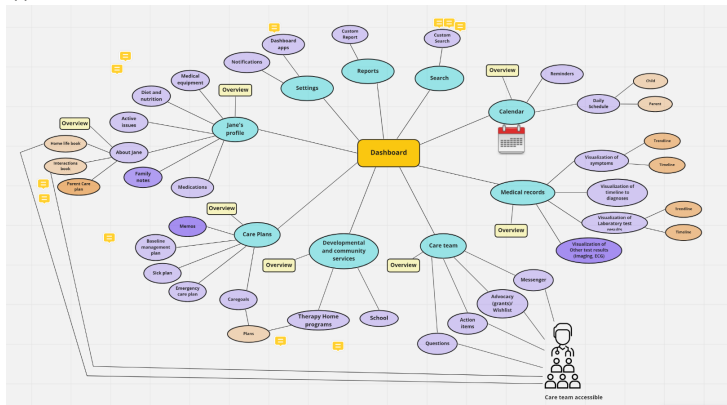 Dashboard
apps
Custom
Report
Custom
Search
Notifications
Settings
Reports
Search
Overview
Reminders
Medical
equipment
Overview
Diet and
nutrition
Jane's
profile
Calendar
Daily
Schedule
Child
Parent
Active
issues
Overview
Home life book
About Jane
Interactions
book
Parent Care
plan
Family
notes
Medications
Dashboard
Visualization of
symptoms
Trendline
Timeline
Medical records
Visualization of
timeline to
diagnoses
Overview
Visualization of
Laboratory test
results
trendline
Timeline
Visualization of
Other test results
(imaging, ECG)
Overview
Memos
Care Plans
Baseline
management
plan
Sick plan
Emergency
care plan
Caregoals
Plans
Overview
Developmental
and community
services
Therapy Home
programs
School
Care team
Overview
Messenger
Advocacy
(grants)/
Wishlist
Action
items
Questions
Care team accessible